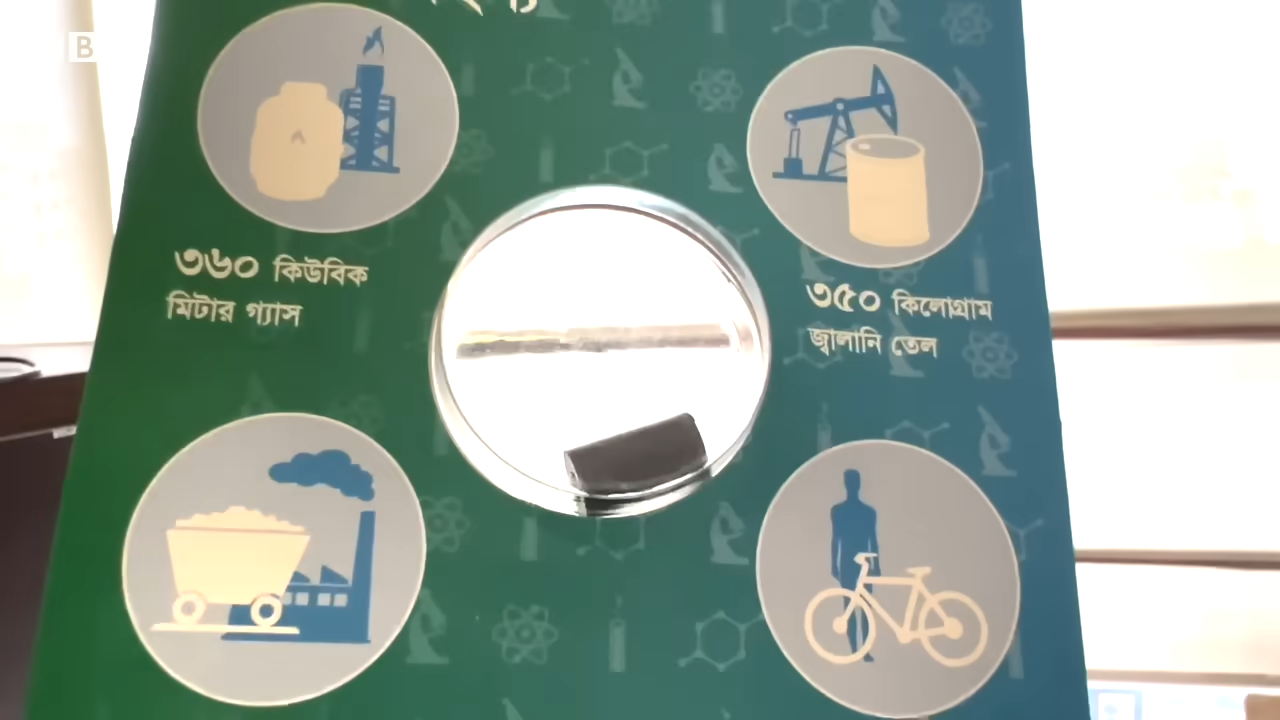 B
৩৬০ কিউবিক
মিটার গ্যাস
৩৫০ কিলোগ্রাম
জ্বালানি তেল